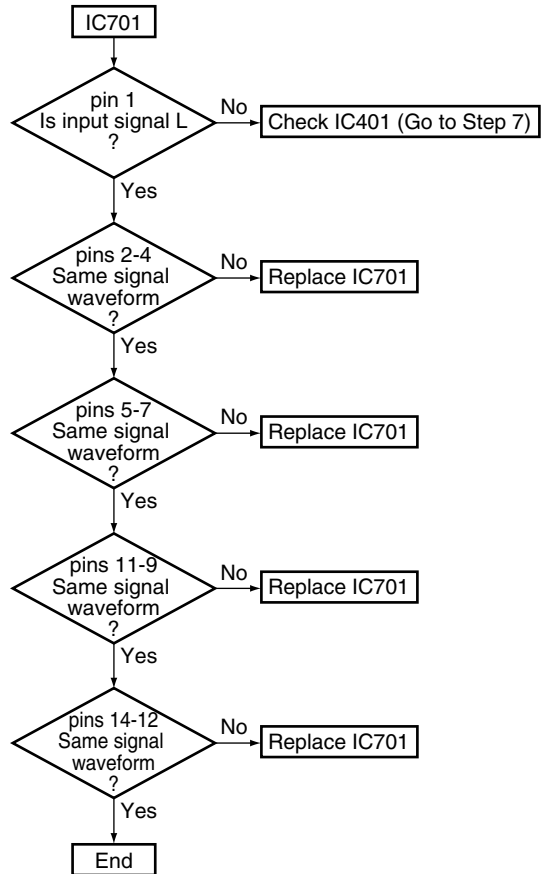 IC701
pin 1
Is input signal L
?
No
Check IC401 (Go to Step 7)
Yes
pins 2-4
Same signal
waveform
?
No
Replace IC701
Yes
pins 5-7
Same signal
waveform
?
No
Replace IC701
Yes
pins 11-9
Same signal
waveform
?
No
Replace IC701
Yes
pins 14-12
Same signal
waveform
?
No
Replace IC701
Yes
End